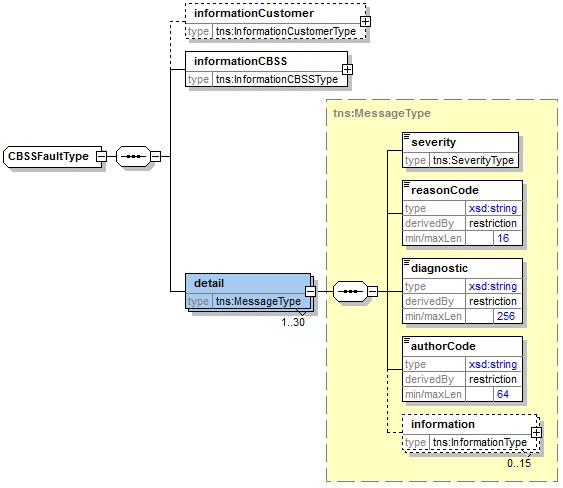 informationCustomer
type tns:InformationCustomerType
informationCBSS
type tns:InformationCBSSType
CBSSFaultType
tns:MessageType
severity
type tns:SeverityType
reasonCode
type xsd:string
derivedBy restriction
min/maxLen 16
diagnostic
type xsd:string
derivedBy restriction
min/maxLen 256
detail
type tns:MessageType
1..30
authorCode
type xsd:string
derivedBy restriction
min/maxLen 64
information
type tns:InformationType
0..15